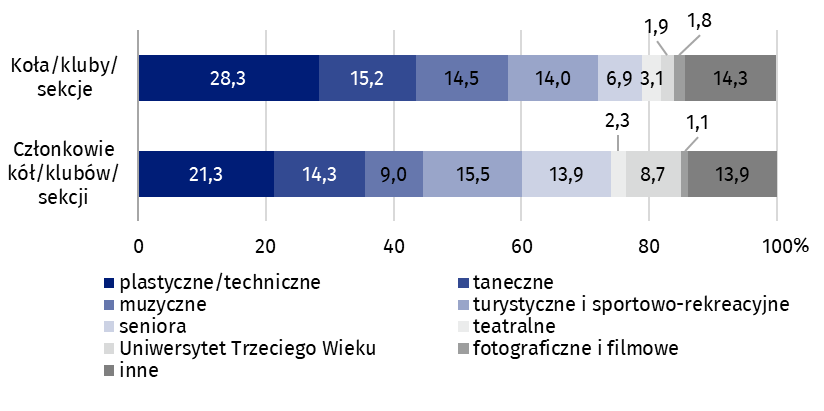 1,9 1,8
Koła/kluby/
sekcje
28,3 15,2 14,5 14,0 6,9 3,1 14,3
2,3 1,1
Członkowie
kół/klubów/
sekcji
21,3 14,3 9,0 15,5 13,9 8,7 13,9
0 20 40 60 80 100%
plastyczne/techniczne taneczne
muzyczne turystyczne i sportowo-rekreacyjne
seniora teatralne
Uniwersytet Trzeciego Wieku fotograficzne i filmowe
inne